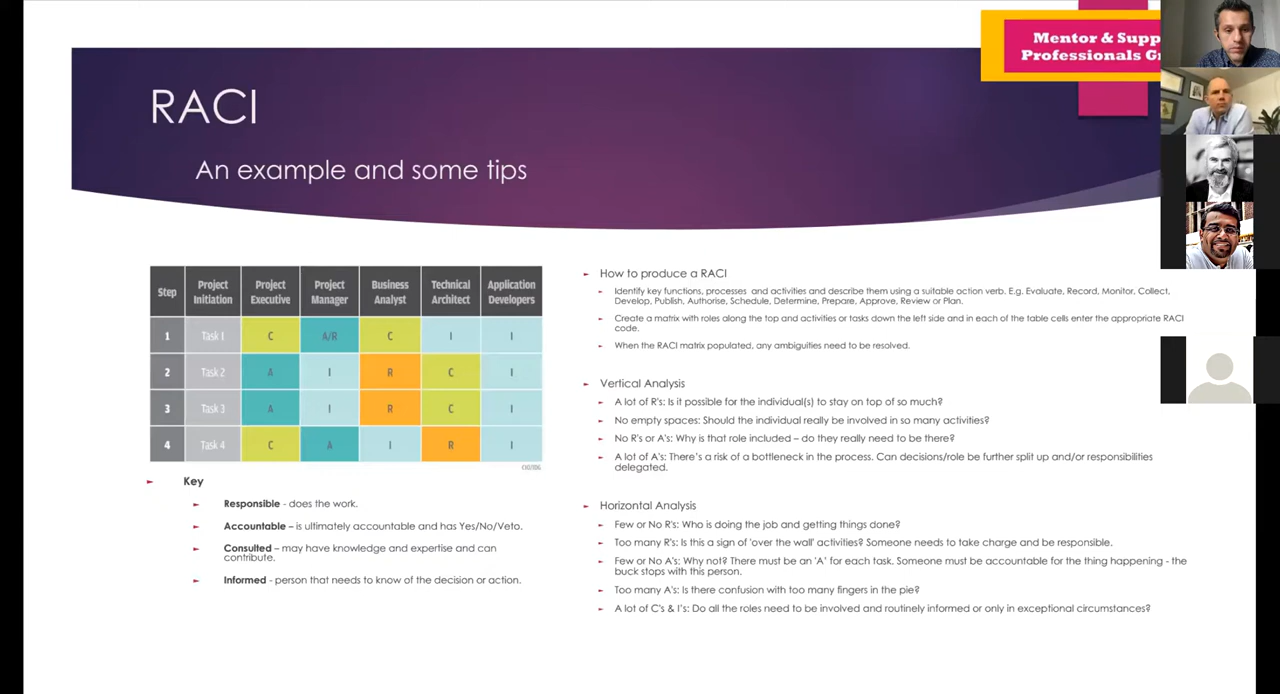 Mentor & Supp
Professionals G
RACI
An example and some tips
Step Project Initiation Project Executive Project Manager Business Analyst Technical Architect Application Developers
1 Task 1 C A/R C I I
2 Task 2 A I R C I
3 Task 3 A I R C I
4 Task 4 C A I R I
Key
Responsible - does the work.
Accountable – is ultimately accountable and has Yes/No/Veto.
Consulted – may have knowledge and expertise and can
contribute.
Informed - person that needs to know of the decision or action.
How to produce a RACI
Identify key functions, processes and activities and describe them using a suitable action verb. E.g. Evaluate, Record, Monitor, Collect,
Develop, Publish, Authorise, Schedule, Determine, Prepare, Approve, Review or Plan.
Create a matrix with roles along the top and activities or tasks down the left side and in each of the table cells enter the appropriate RACI
code.
When the RACI matrix populated, any ambiguities need to be resolved.
Vertical Analysis
A lot of R's: Is it possible for the individual(s) to stay on top of so much?
No empty spaces: Should the individual really be involved in so many activities?
No R's or A's: Why is that role included – do they really need to be there?
A lot of A's: There's a risk of a bottleneck in the process. Can decisions/role be further split up and/or responsibilities
delegated.
Horizontal Analysis
Few or No R's: Who is doing the job and getting things done?
Too many R's: Is this a sign of 'over the wall' activities? Someone needs to take charge and be responsible.
Few or No A's: Why not? There must be an 'A' for each task. Someone must be accountable for the thing happening - the
buck stops with this person.
Too many A's: Is there confusion with too many fingers in the pie?
A lot of C's & I's: Do all the roles need to be involved and routinely informed or only in exceptional circumstances?